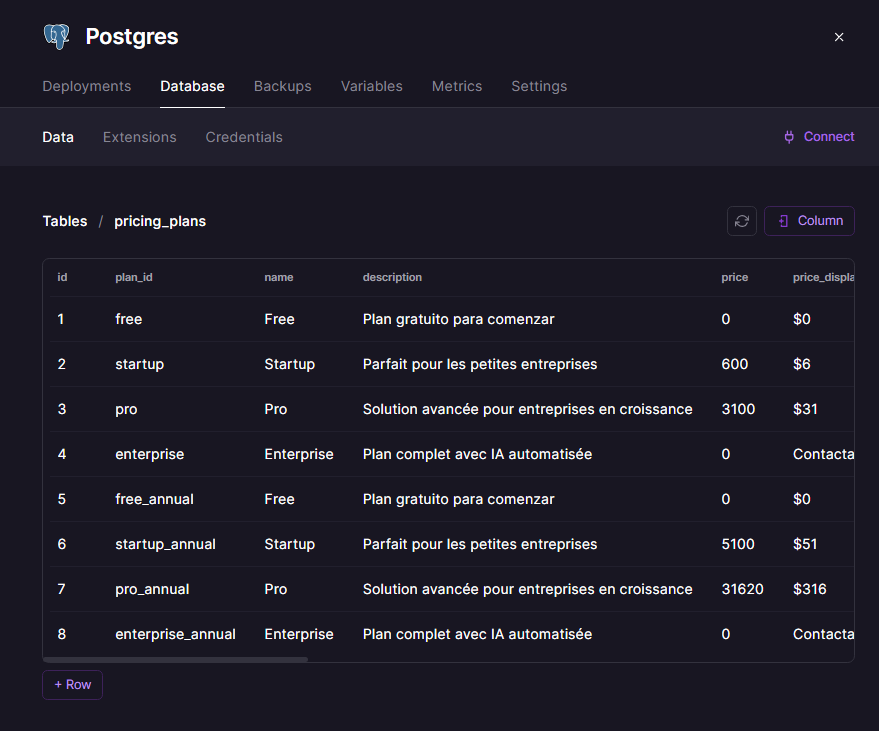 Postgres
Deployments Database Backups Variables Metrics Settings
Data Extensions Credentials Connect
Tables / pricing_plans Column
id plan_id name description price price_displa
1 free Free Plan gratuito para comenzar 0 $0
2 startup Startup Parfait pour les petites entreprises 600 $6
3 pro Pro Solution avancée pour entreprises en croissance 3100 $31
4 enterprise Enterprise Plan complet avec IA automatisée 0 Contacta
5 free_annual Free Plan gratuito para comenzar 0 $0
6 startup_annual Startup Parfait pour les petites entreprises 5100 $51
7 pro_annual Pro Solution avancée pour entreprises en croissance 31620 $316
8 enterprise_annual Enterprise Plan complet avec IA automatisée 0 Contacta
+ Row